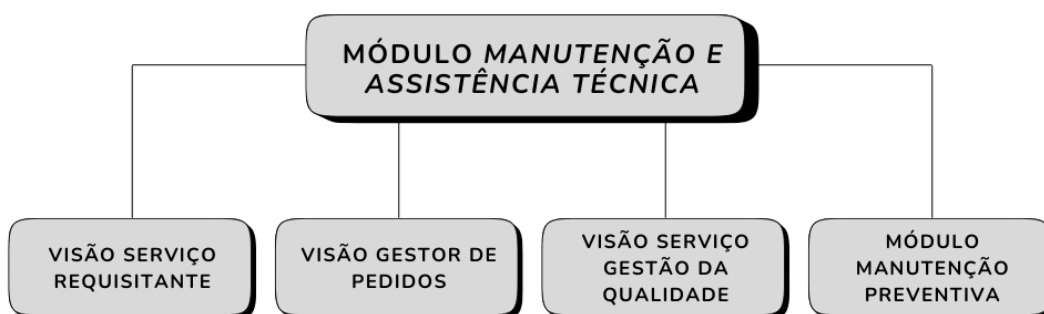 MÓDULO MANUTENÇÃO E
ASSISTÊNCIA TÉCNICA
VISÃO SERVIÇO
REQUISITANTE
VISÃO GESTOR DE
PEDIDOS
VISÃO SERVIÇO
GESTÃO DA
QUALIDADE
MÓDULO
MANUTENÇÃO
PREVENTIVA